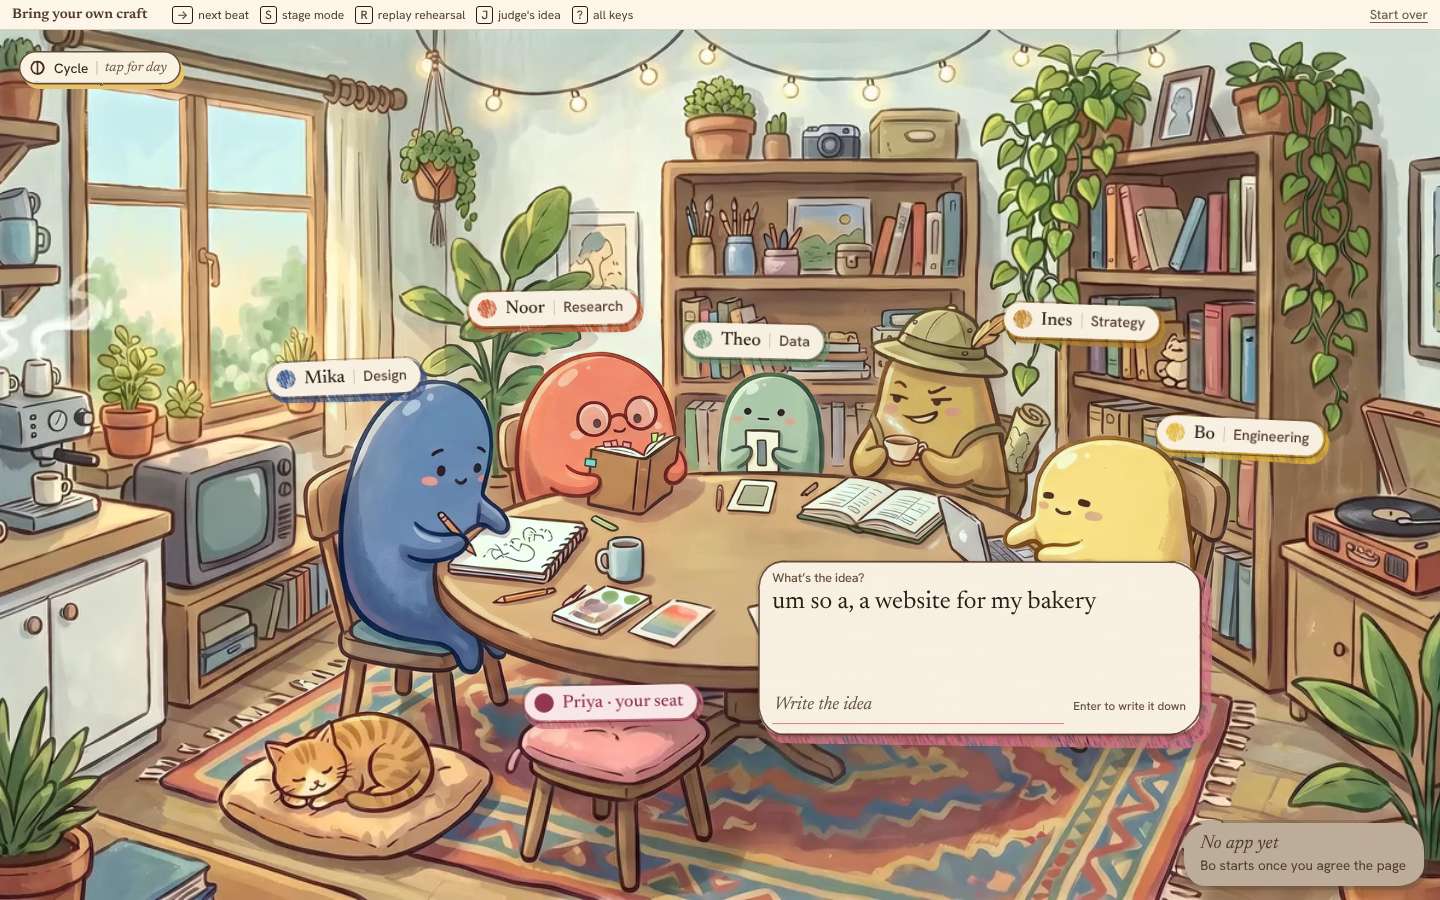 Bring your own craft → next beat S stage mode R replay rehearsal J judge's idea ? all keys Start over
Cycle | tap for day
Noor | Research
Ines | Strategy
Theo | Data
Mika | Design
Bo | Engineering
What's the idea?
um so a, a website for my bakery
Write the idea Enter to write it down
Priya · your seat
No app yet
Bo starts once you agree the page